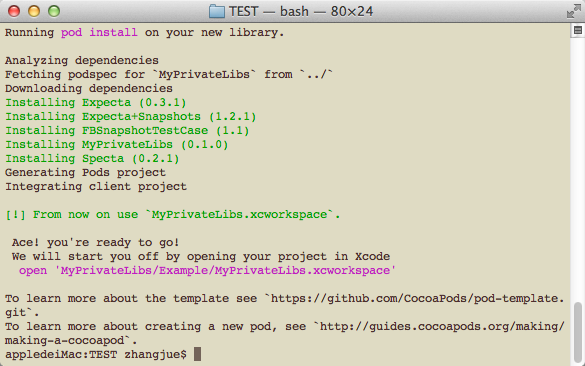 TEST — bash — 80×24
Running pod install on your new library.
Analyzing dependencies
Fetching podspec for `MyPrivateLibs` from `../`
Downloading dependencies
Installing Expecta (0.3.1)
Installing Expecta+Snapshots (1.2.1)
Installing FBSnapshotTestCase (1.1)
Installing MyPrivateLibs (0.1.0)
Installing Specta (0.2.1)
Generating Pods project
Integrating client project
[!] From now on use `MyPrivateLibs.xcworkspace`.
Ace! you're ready to go!
We will start you off by opening your project in Xcode
open 'MyPrivateLibs/Example/MyPrivateLibs.xcworkspace'
To learn more about the template see `https://github.com/CocoaPods/pod-template.
git`.
To learn more about creating a new pod, see `http://guides.cocoapods.org/making/
making-a-cocoapod`.
appledeiMac:TEST zhangjue$